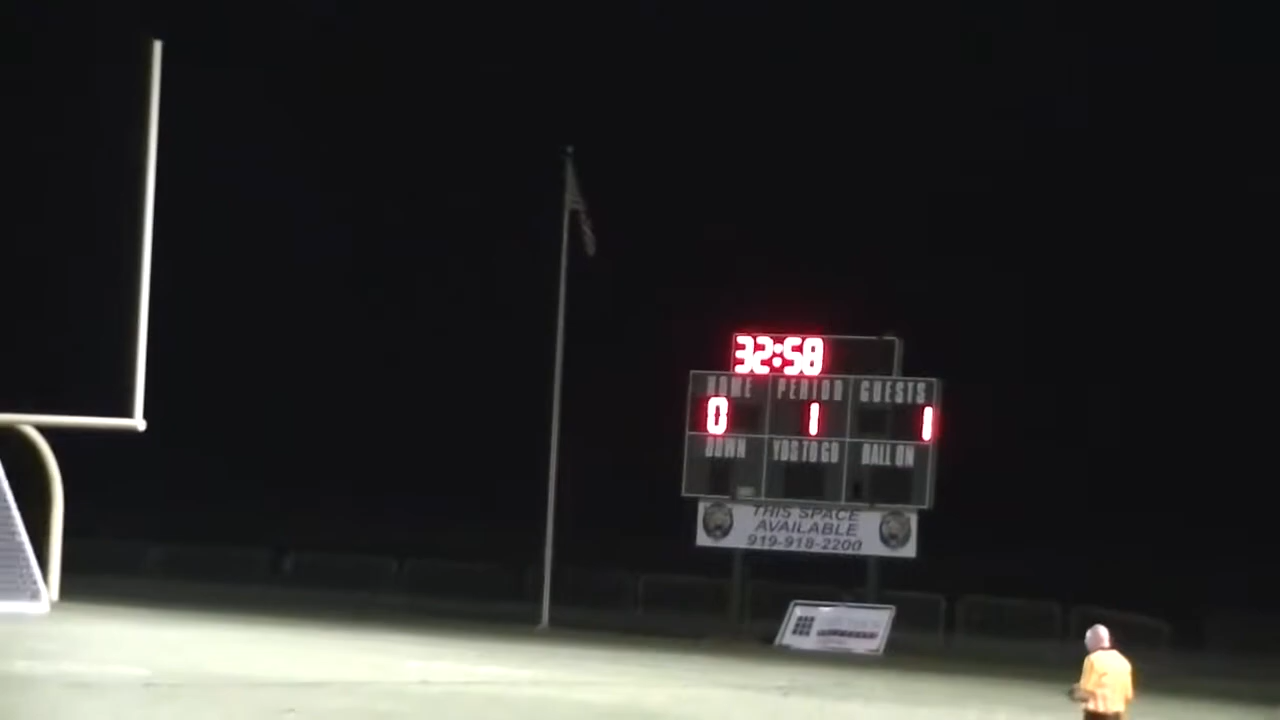 32:58
HOME PERIOD GUESTS
0 1 1
DOWN YDS TO GO BALL ON
THIS SPACE
AVAILABLE
919-918-2200